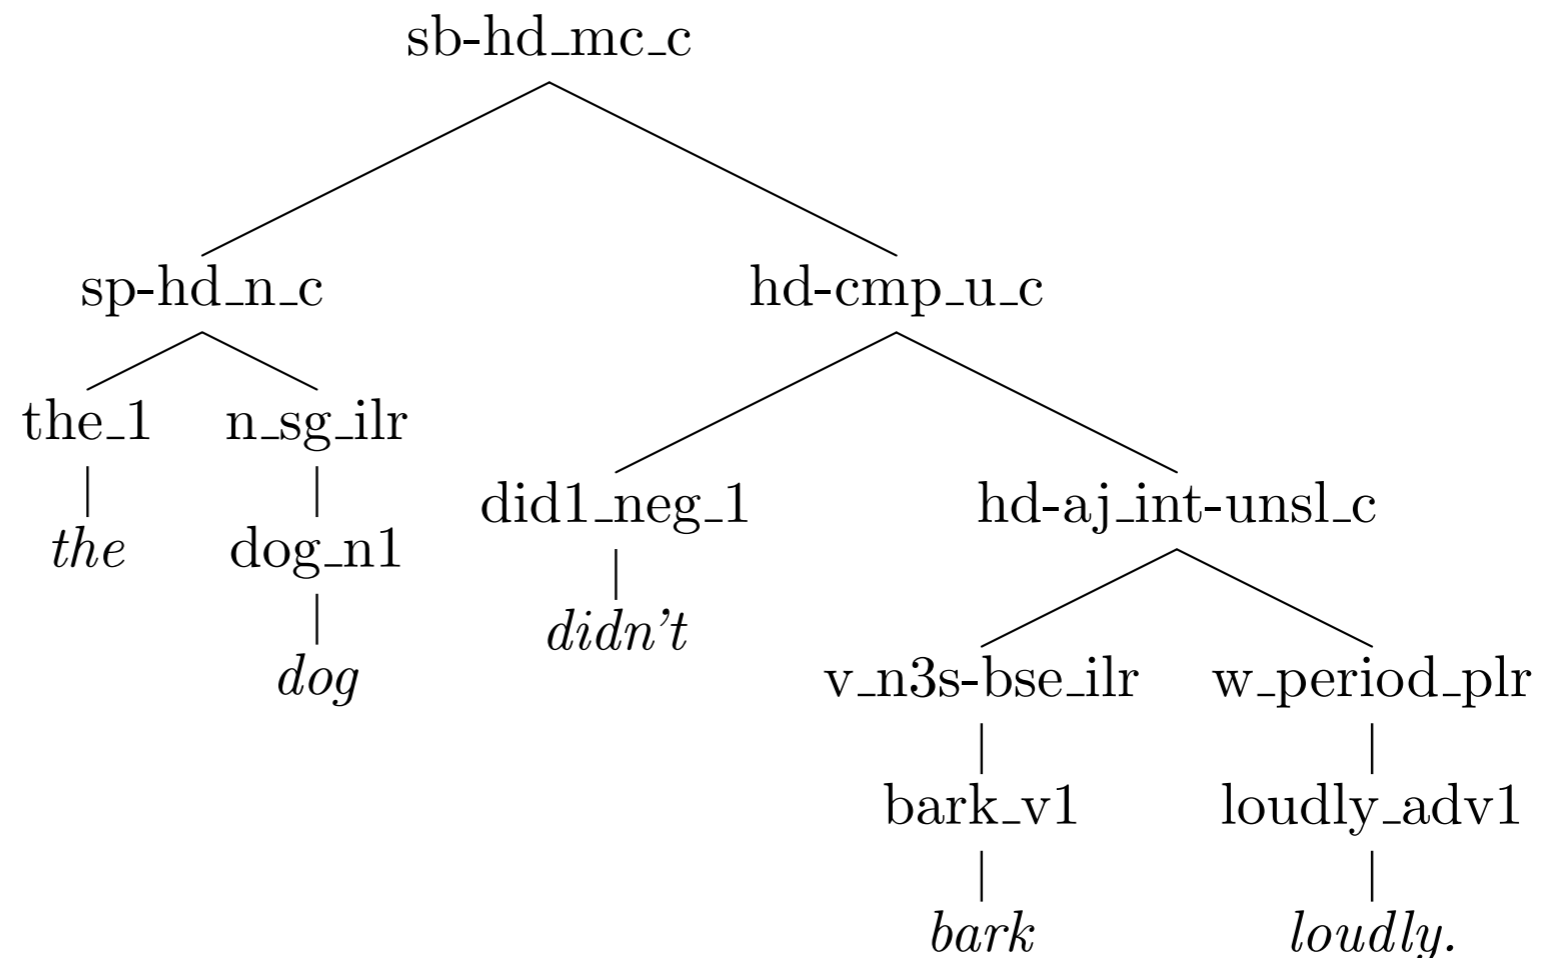 sb-hd_mc_c
sp-hd_n_c hd-cmp_u_c
the_1 n_sg_ilr
did1_neg_1 hd-aj_int-unsl_c
the dog_n1
didn't
dog v_n3s-bse_ilr w_period_plr
bark_v1 loudly_adv1
bark loudly.